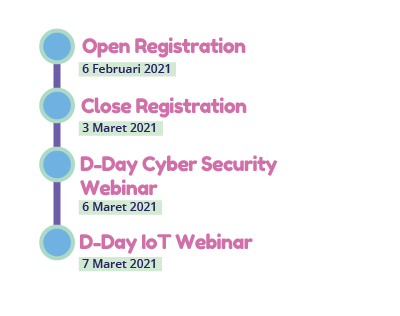 Open Registration
6 Februari 2021
Close Registration
3 Maret 2021
D-Day Cyber Security
Webinar
6 Maret 2021
D-Day IoT Webinar
7 Maret 2021